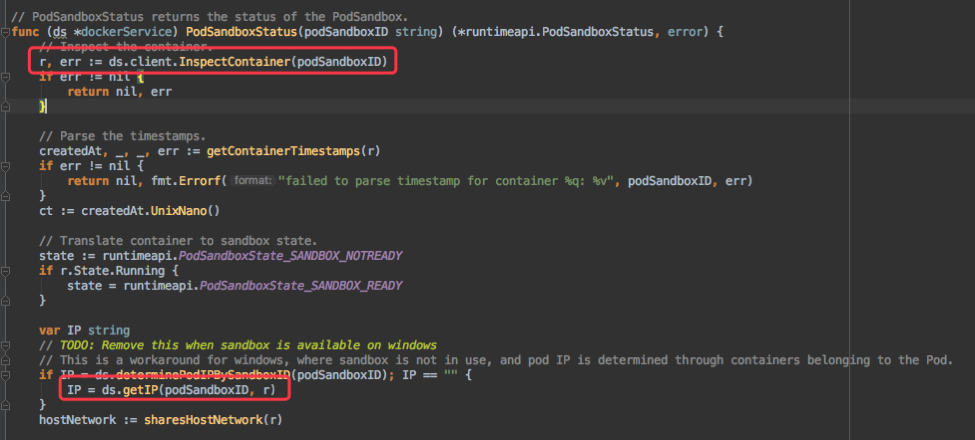 // PodSandboxStatus returns the status of the PodSandbox.
func (ds *dockerService) PodSandboxStatus(podSandboxID string) (*runtimeapi.PodSandboxStatus, error) {
// Inspect the container.
r, err := ds.client.InspectContainer(podSandboxID)
if err != nil {
return nil, err
}
// Parse the timestamps.
createdAt, _, _, err := getContainerTimestamps(r)
if err != nil {
return nil, fmt.Errorf( format: "failed to parse timestamp for container %q: %v", podSandboxID, err)
}
ct := createdAt.UnixNano()
// Translate container to sandbox state.
state := runtimeapi.PodSandboxState_SANDBOX_NOTREADY
if r.State.Running {
state = runtimeapi.PodSandboxState_SANDBOX_READY
}
var IP string
// TODO: Remove this when sandbox is available on windows
// This is a workaround for windows, where sandbox is not in use, and pod IP is determined through containers belonging to the Pod.
if IP = ds.determinePodIPBySandboxID(podSandboxID); IP == "" {
IP = ds.getIP(podSandboxID, r)
}
hostNetwork := sharesHostNetwork(r)